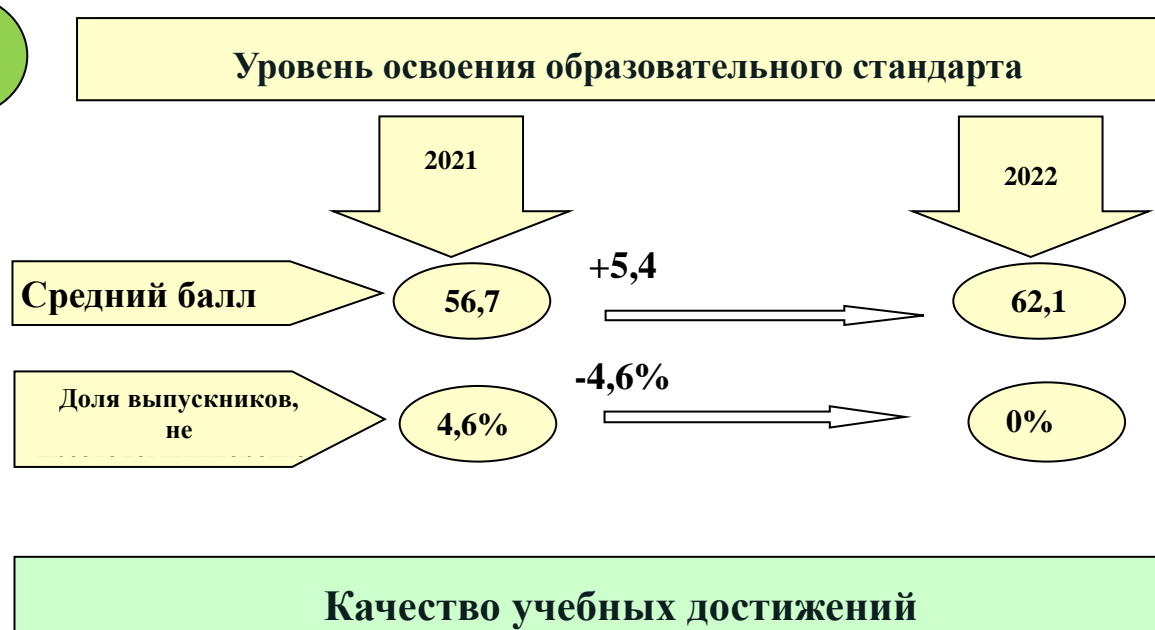 Уровень освоения образовательного стандарта
2021
2022
Средний балл
56,7
+5,4
62,1
Доля выпускников,
не
4,6%
-4,6%
0%
Качество учебных достижений